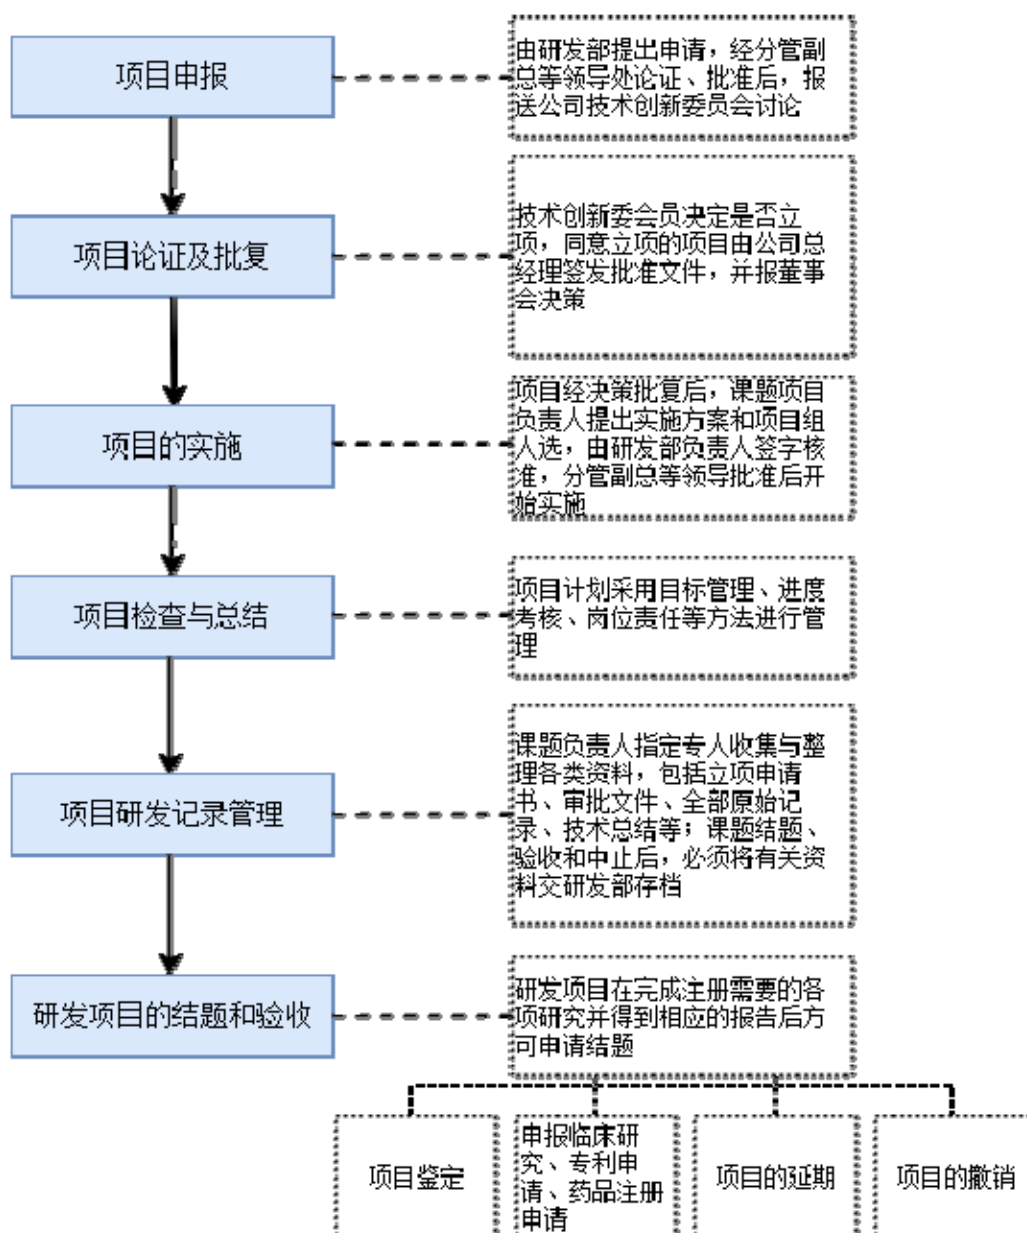 项目申报
由研发部提出申请，经分管副
总等领导处论证、批准后，报
送公司技术创新委员会讨论
项目论证及批复
技术创新委会员决定是否立
项，同意立项的项目由公司总
经理签发批准文件，并报董事
会决策
项目的实施
项目经决策批复后，课题项目
负责人提出实施方案和项目组
人选，由研发部负责人签字核
准，分管副总等领导批准后开
始实施
项目检查与总结
项目计划采用目标管理、进度
考核、岗位责任等方法进行管
理
项目研发记录管理
课题负责人指定专人收集与整
理各类资料，包括立项申请
书、审批文件、全部原始记
录、技术总结等；课题结题、
验收和中止后，必须将有关资
料交研发部存档
研发项目的结题和验收
研发项目在完成注册需要的各
项研究并得到相应的报告后方
可申请结题
项目鉴定
申报临床研
究、专利申
请、药品注册
申请
项目的延期
项目的撤销